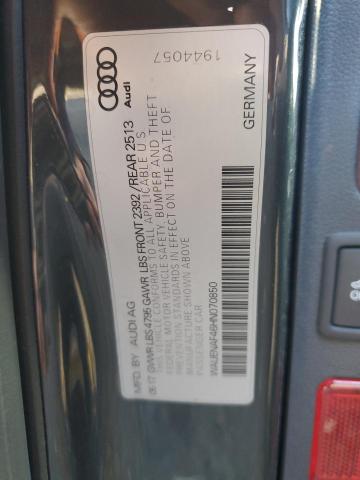 Audi
1944057
GERMANY
MFD. BY AUDI AG
06·17 GVWR LBS 4795 GAWR LBS FRONT 2392 /REAR 2513
THIS VEHICLE CONFORMS TO ALL APPLICABLE U.S.
FEDERAL MOTOR VEHICLE SAFETY, BUMPER AND THEFT
PREVENTION STANDARDS IN EFFECT ON THE DATE OF
MANUFACTURE SHOWN ABOVE.
PASSENGER CAR
WAUENAF46HN070850